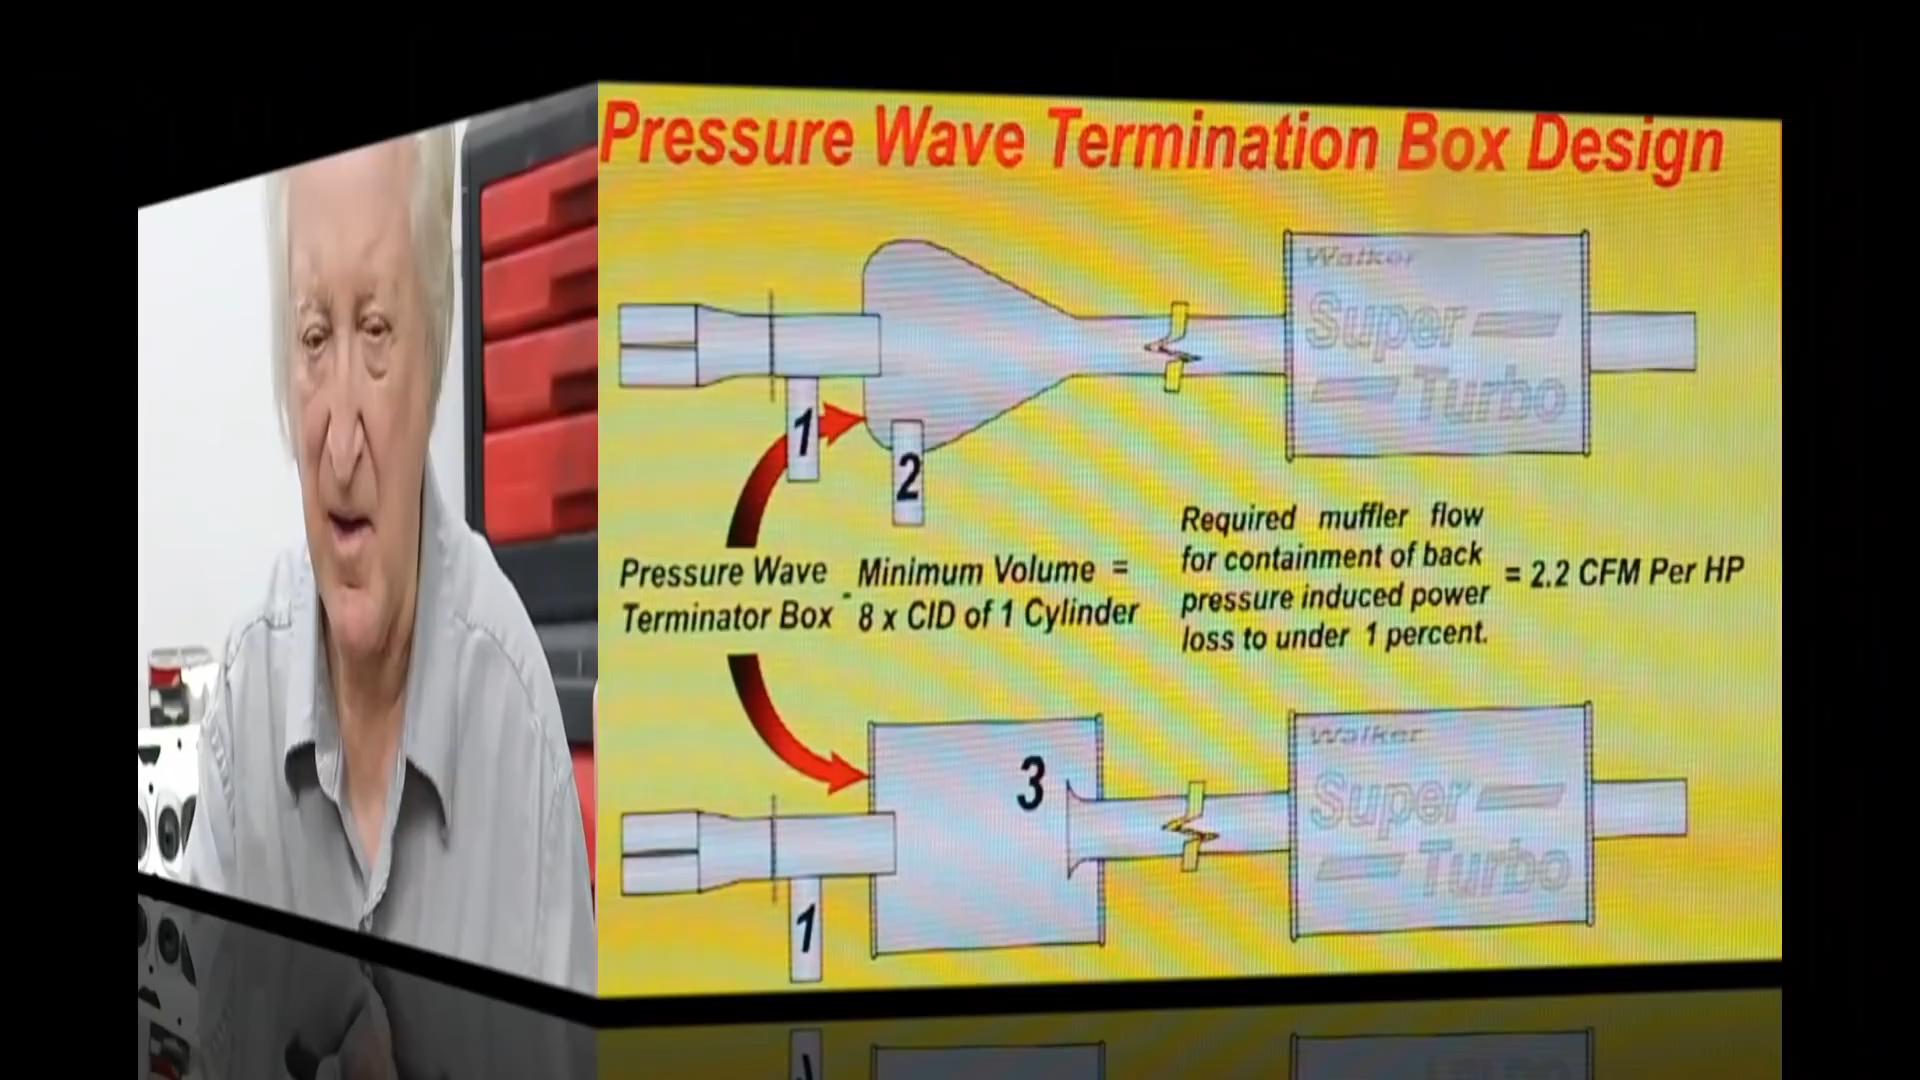 Pressure Wave Termination Box Design
Walker
Super
Turbo
1
2
Pressure Wave
Terminator Box
- Minimum Volume =
8 x CID of 1 Cylinder
Required muffler flow
for containment of back
pressure induced power
loss to under 1 percent.
= 2.2 CFM Per HP
3
Walker
Super
Turbo
1